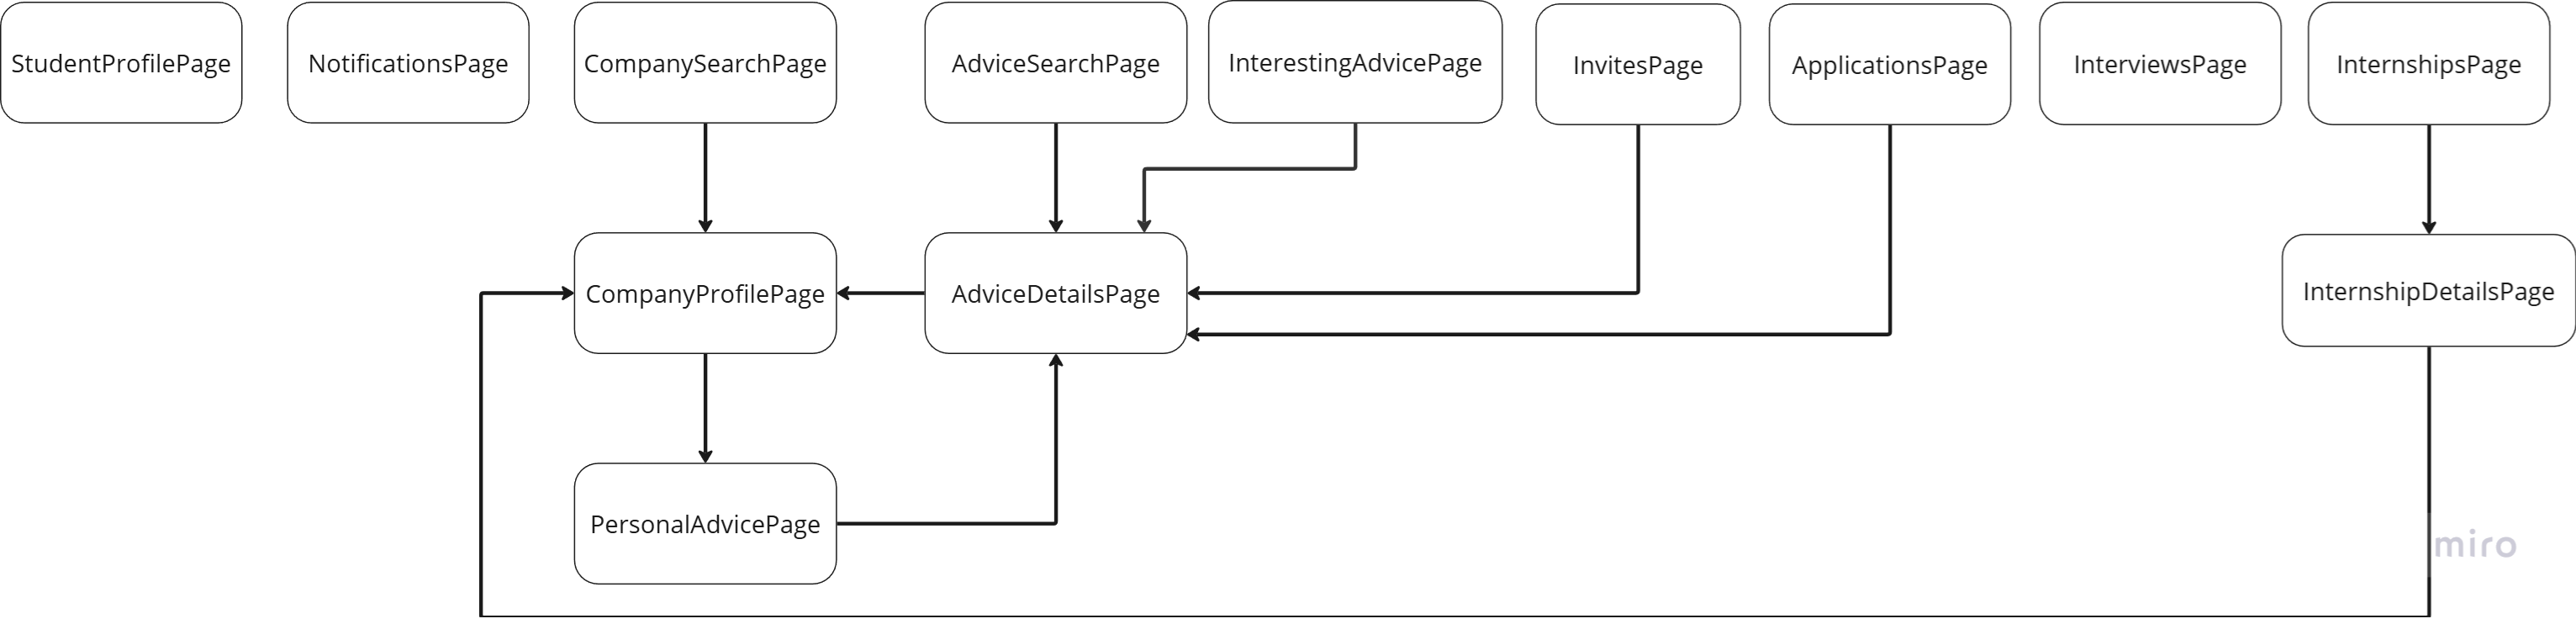 StudentProfilePage
NotificationsPage
CompanySearchPage
AdviceSearchPage
InterestingAdvicePage
InvitesPage
ApplicationsPage
InterviewsPage
InternshipsPage
CompanyProfilePage
AdviceDetailsPage
InternshipDetailsPage
PersonalAdvicePage
miro